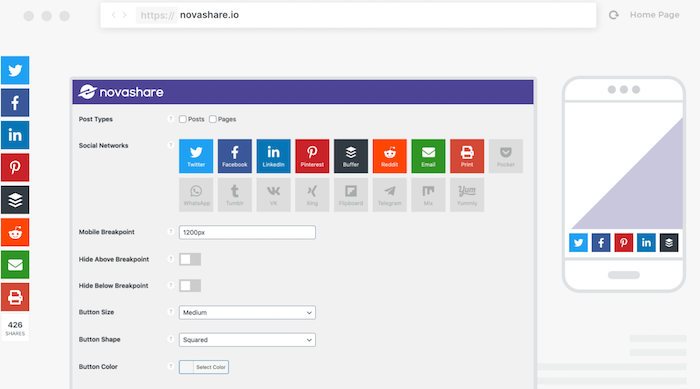 https:// novashare.io
Home Page
novashare
Post Types ? Posts Pages
Social Networks ?
Twitter Facebook LinkedIn Pinterest Buffer Reddit Email Print Pocket
WhatsApp Tumblr VK Xing Flipboard Telegram Mix Yummly
Mobile Breakpoint ? 1200px
Hide Above Breakpoint ?
Hide Below Breakpoint ?
Button Size ? Medium
Button Shape ? Squared
Button Color ? Select Color
426
SHARES